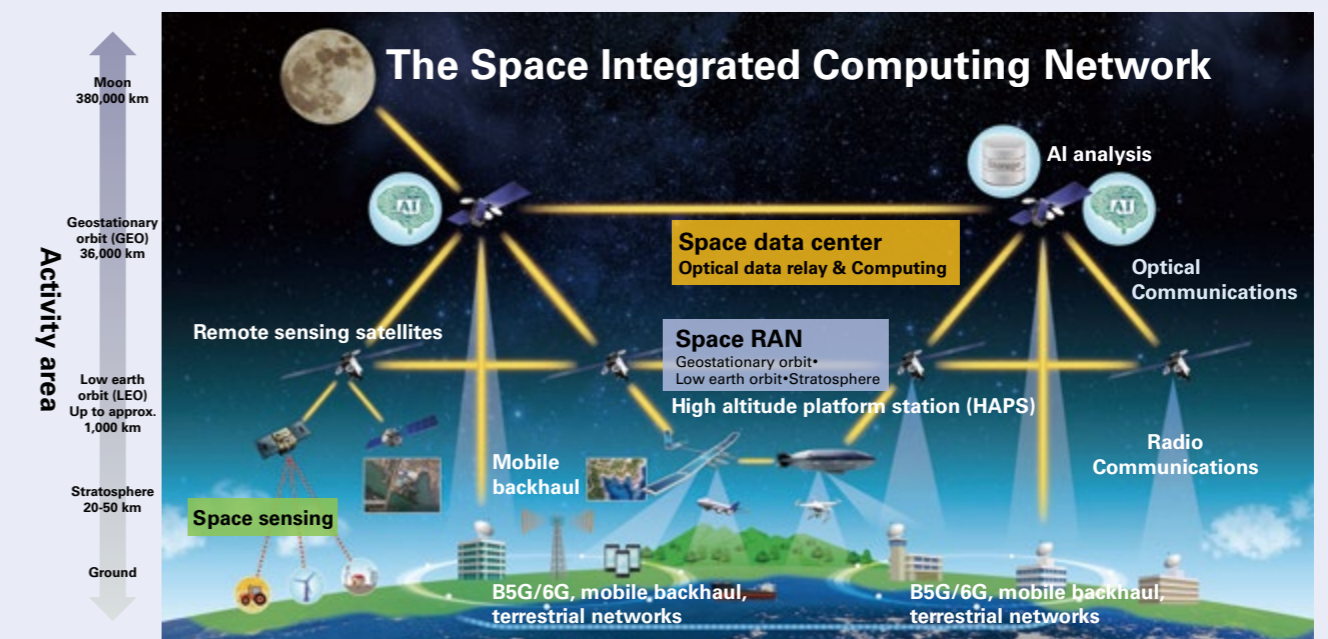 The Space Integrated Computing Network
Moon
380,000 km
AI analysis
Storage
AI
AI
Geostationary
orbit (GEO)
36,000 km
Space data center
Optical data relay & Computing
Optical
Communications
Activity area
Remote sensing satellites
Space RAN
Geostationary orbit•
Low earth orbit•Stratosphere
High altitude platform station (HAPS)
Low earth
orbit (LEO)
Up to approx.
1,000 km
Radio
Communications
Mobile
backhaul
Stratosphere
20-50 km
Space sensing
Ground
B5G/6G, mobile backhaul,
terrestrial networks
B5G/6G, mobile backhaul,
terrestrial networks